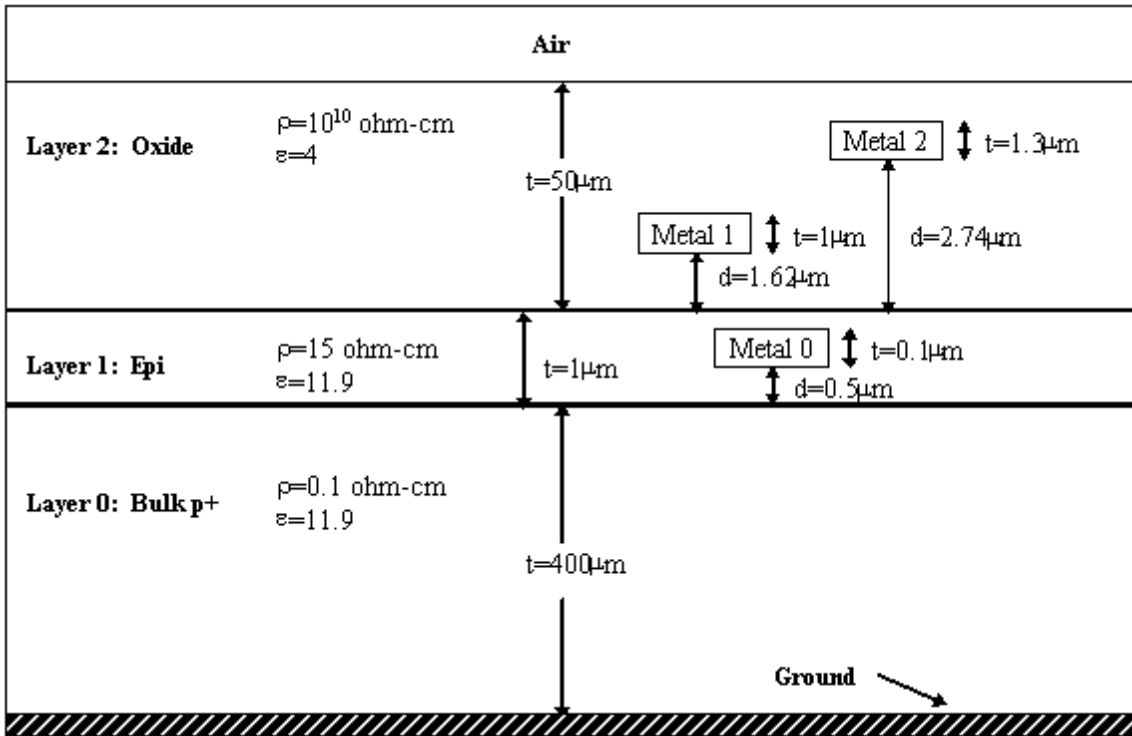 Air
Layer 2: Oxide
ρ=10¹⁰ ohm-cm
ε=4
t=50μm
Metal 2
t=1.3μm
Metal 1
t=1μm
d=2.74μm
d=1.62μm
Layer 1: Epi
ρ=15 ohm-cm
ε=11.9
t=1μm
Metal 0
t=0.1μm
d=0.5μm
Layer 0: Bulk p+
ρ=0.1 ohm-cm
ε=11.9
t=400μm
Ground